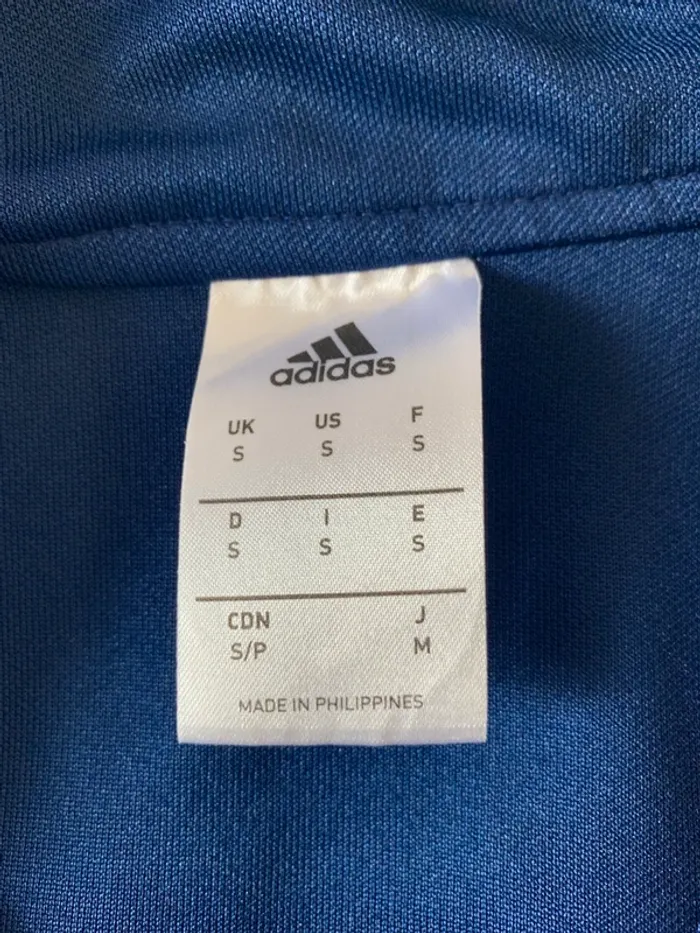 adidas
UK US F
S S S
D I E
S S S
CDN J
S/P M
MADE IN PHILIPPINES